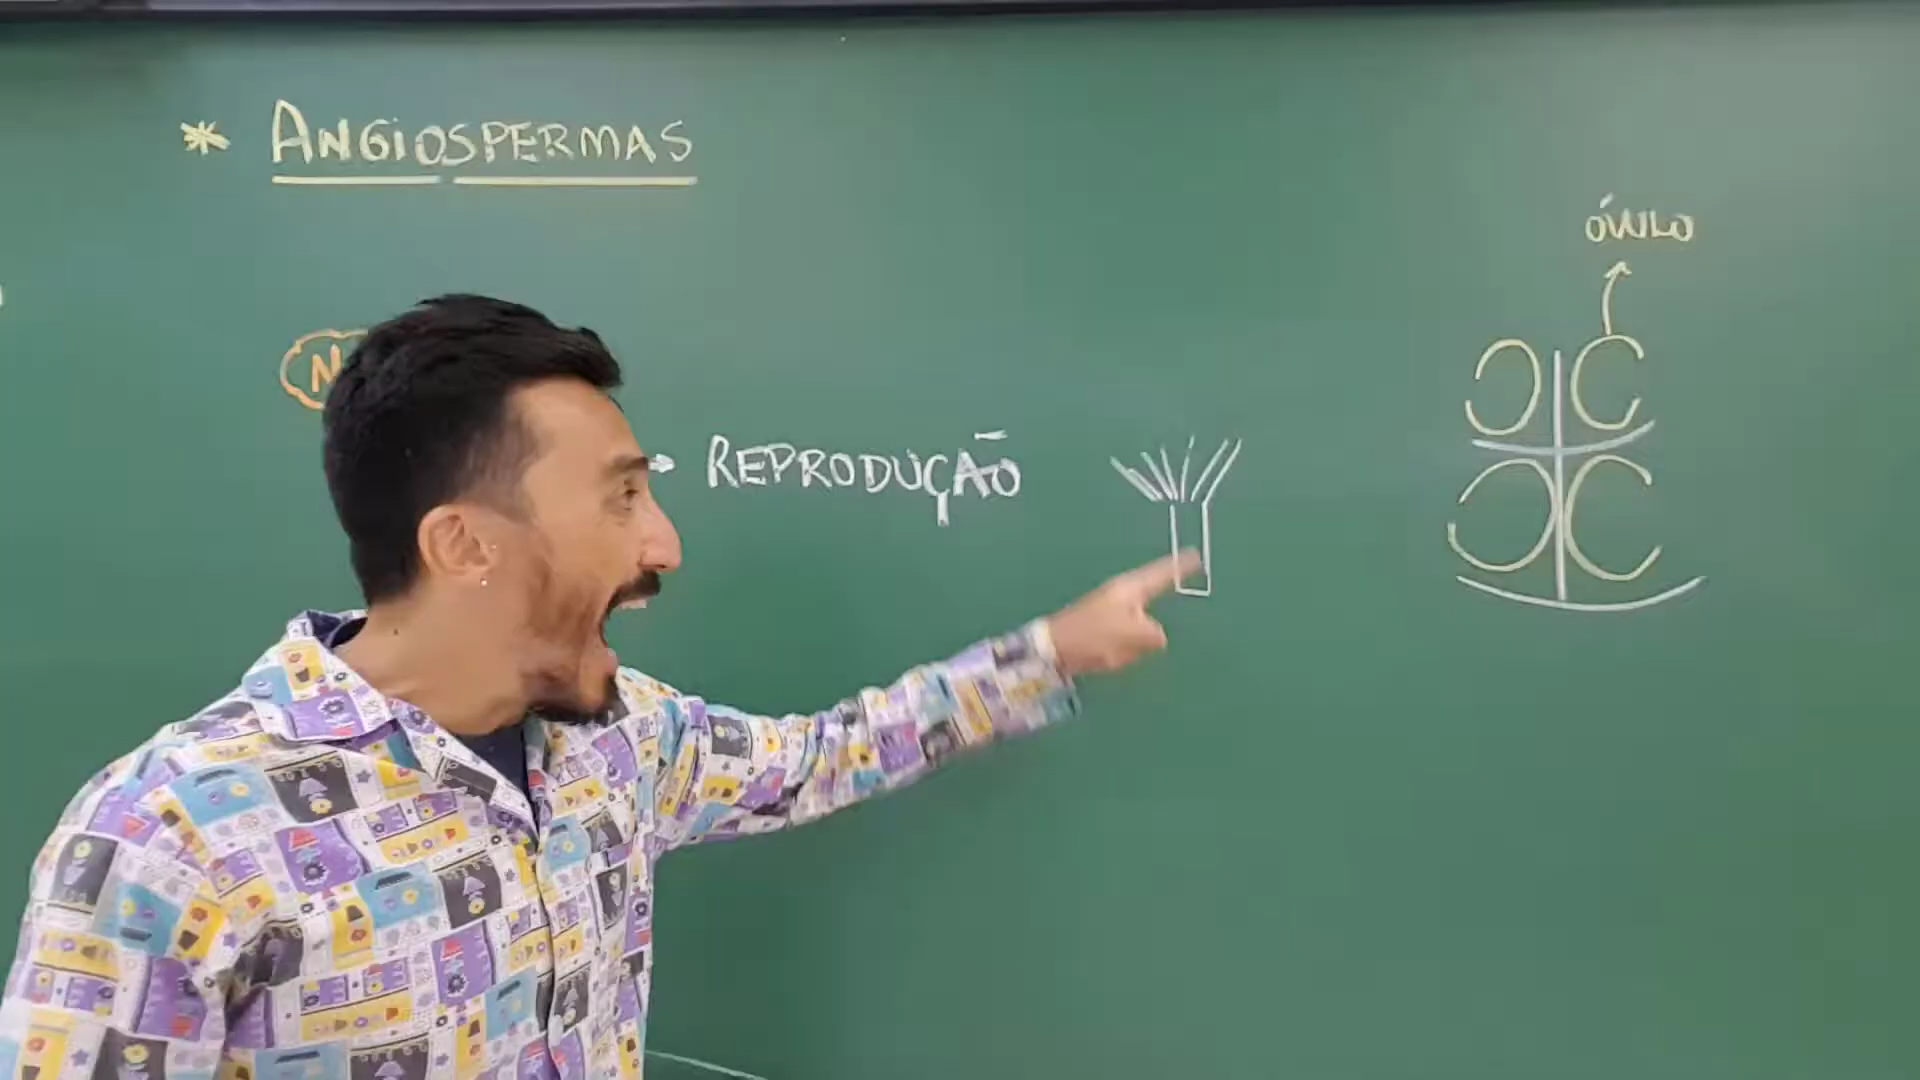 * ANGIOSPERMAS
ÓVULO
N
→ REPRODUÇÃO